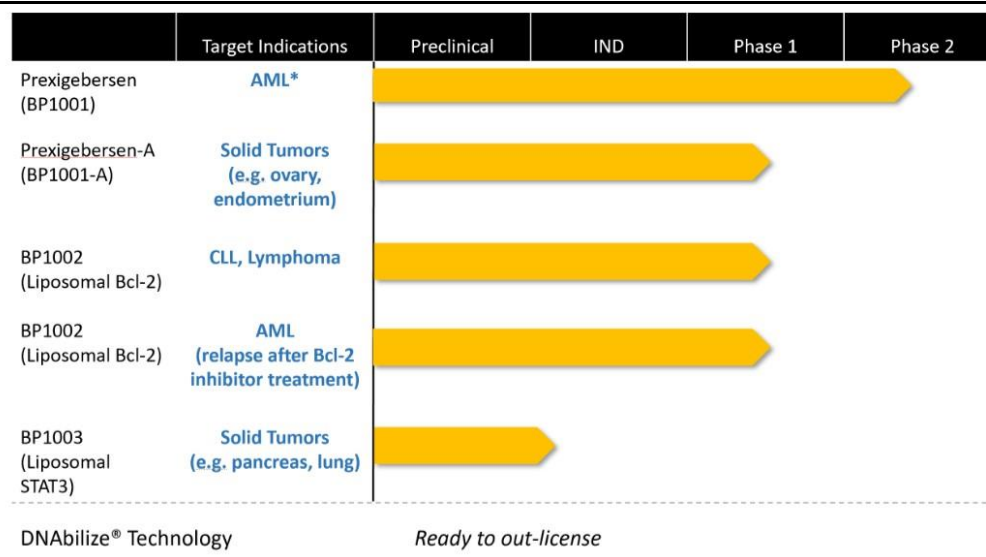 Target Indications Preclinical IND Phase 1 Phase 2
Prexigebersen AML*
(BP1001)
Prexigebersen-A Solid Tumors
(BP1001-A) (e.g. ovary,
endometrium)
BP1002 CLL, Lymphoma
(Liposomal Bcl-2)
BP1002 AML
(Liposomal Bcl-2) (relapse after Bcl-2
inhibitor treatment)
BP1003 Solid Tumors
(Liposomal (e.g. pancreas, lung)
STAT3)
DNAbilize® Technology Ready to out-license